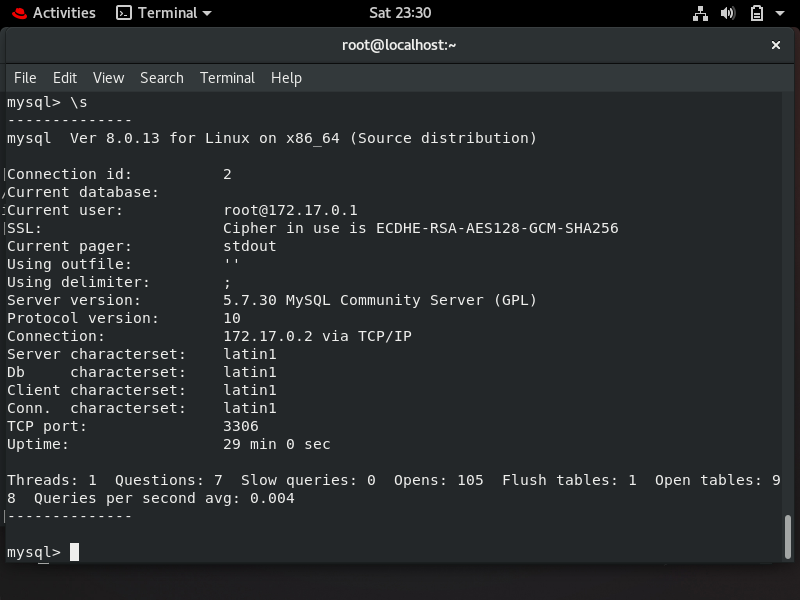 Activities Terminal Sat 23:30
root@localhost:~
File Edit View Search Terminal Help
mysql> \s
--------------
mysql  Ver 8.0.13 for Linux on x86_64 (Source distribution)
Connection id:          2
Current database:
Current user:           root@172.17.0.1
SSL:                    Cipher in use is ECDHE-RSA-AES128-GCM-SHA256
Current pager:          stdout
Using outfile:          ''
Using delimiter:        ;
Server version:         5.7.30 MySQL Community Server (GPL)
Protocol version:       10
Connection:             172.17.0.2 via TCP/IP
Server characterset:    latin1
Db     characterset:    latin1
Client characterset:    latin1
Conn.  characterset:    latin1
TCP port:               3306
Uptime:                 29 min 0 sec
Threads: 1  Questions: 7  Slow queries: 0  Opens: 105  Flush tables: 1  Open tables: 9
8  Queries per second avg: 0.004
--------------
mysql>